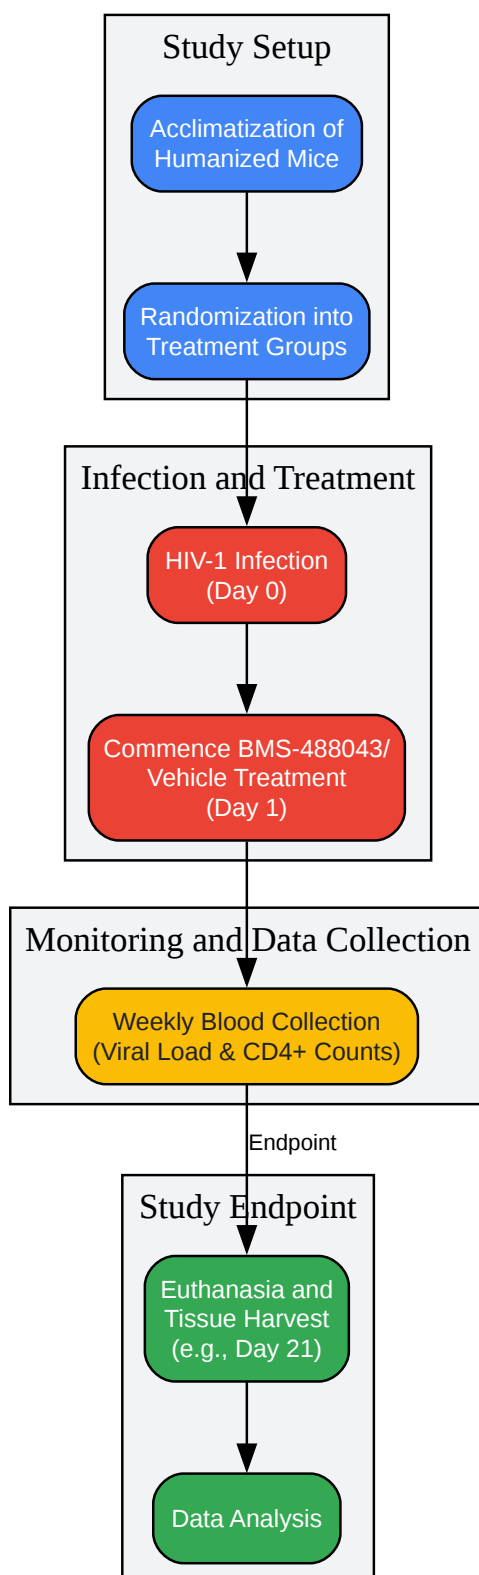 Study Setup
Acclimatization of
Humanized Mice
Randomization into
Treatment Groups
Infection and Treatment
HIV-1 Infection
(Day 0)
Commence BMS-488043/
Vehicle Treatment
(Day 1)
Monitoring and Data Collection
Weekly Blood Collection
(Viral Load & CD4+ Counts)
Endpoint
Study Endpoint
Euthanasia and
Tissue Harvest
(e.g., Day 21)
Data Analysis